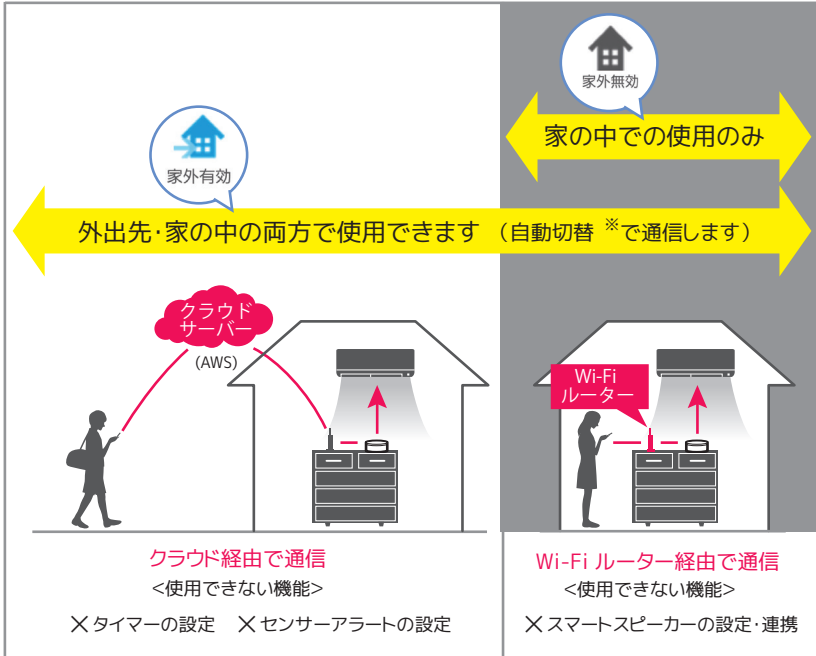 家外無効
家の中での使用のみ
家外有効
外出先・家の中の両方で使用できます （自動切替 ※で通信します）
クラウド
サーバー
(AWS)
Wi-Fi
ルーター
クラウド経由で通信
<使用できない機能>
✕タイマーの設定 ✕センサーアラートの設定
Wi-Fi ルーター経由で通信
<使用できない機能>
✕スマートスピーカーの設定・連携